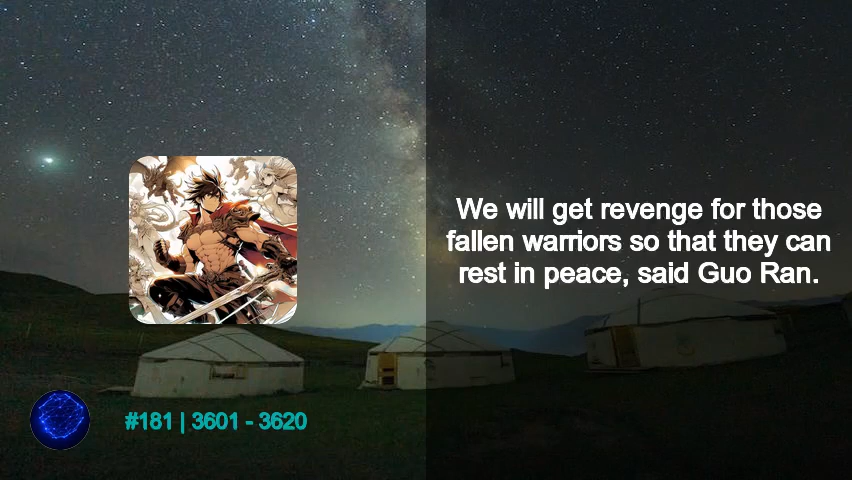 We will get revenge for those
fallen warriors so that they can
rest in peace, said Guo Ran.
#181 | 3601 - 3620